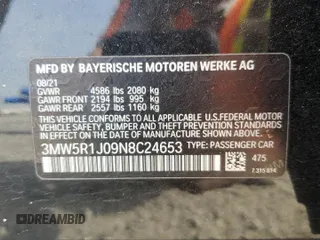 MFD BY BAYERISCHE MOTOREN WERKE AG
08/21
GVWR 4586 lbs 2080 kg
GAWR FRONT 2194 lbs 995 kg
GAWR REAR 2557 lbs 1160 kg
THIS VEHICLE CONFORMS TO ALL APPLICABLE U.S.FEDERAL MOTOR
VEHICLE SAFETY, BUMPER, AND THEFT PREVENTION STANDARDS
IN EFFECT ON THE DATE OF MANUFACTURE SHOWN ABOVE.
3MW5R1J09N8C24653 TYPE: PASSENGER CAR
475
DIAMOND BID